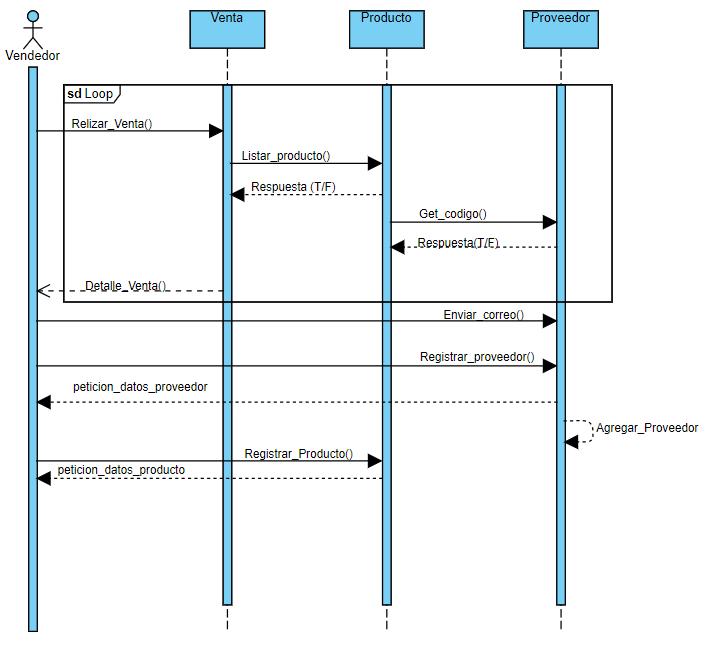 Venta
Producto
Proveedor
Vendedor
sd Loop
Relizar_Venta()
Listar_producto()
Respuesta (T/F)
Get_codigo()
Respuesta(T/F)
Detalle_Venta()
Enviar_correo()
Registrar_proveedor()
peticion_datos_proveedor
Agregar_Proveedor
Registrar_Producto()
peticion_datos_producto